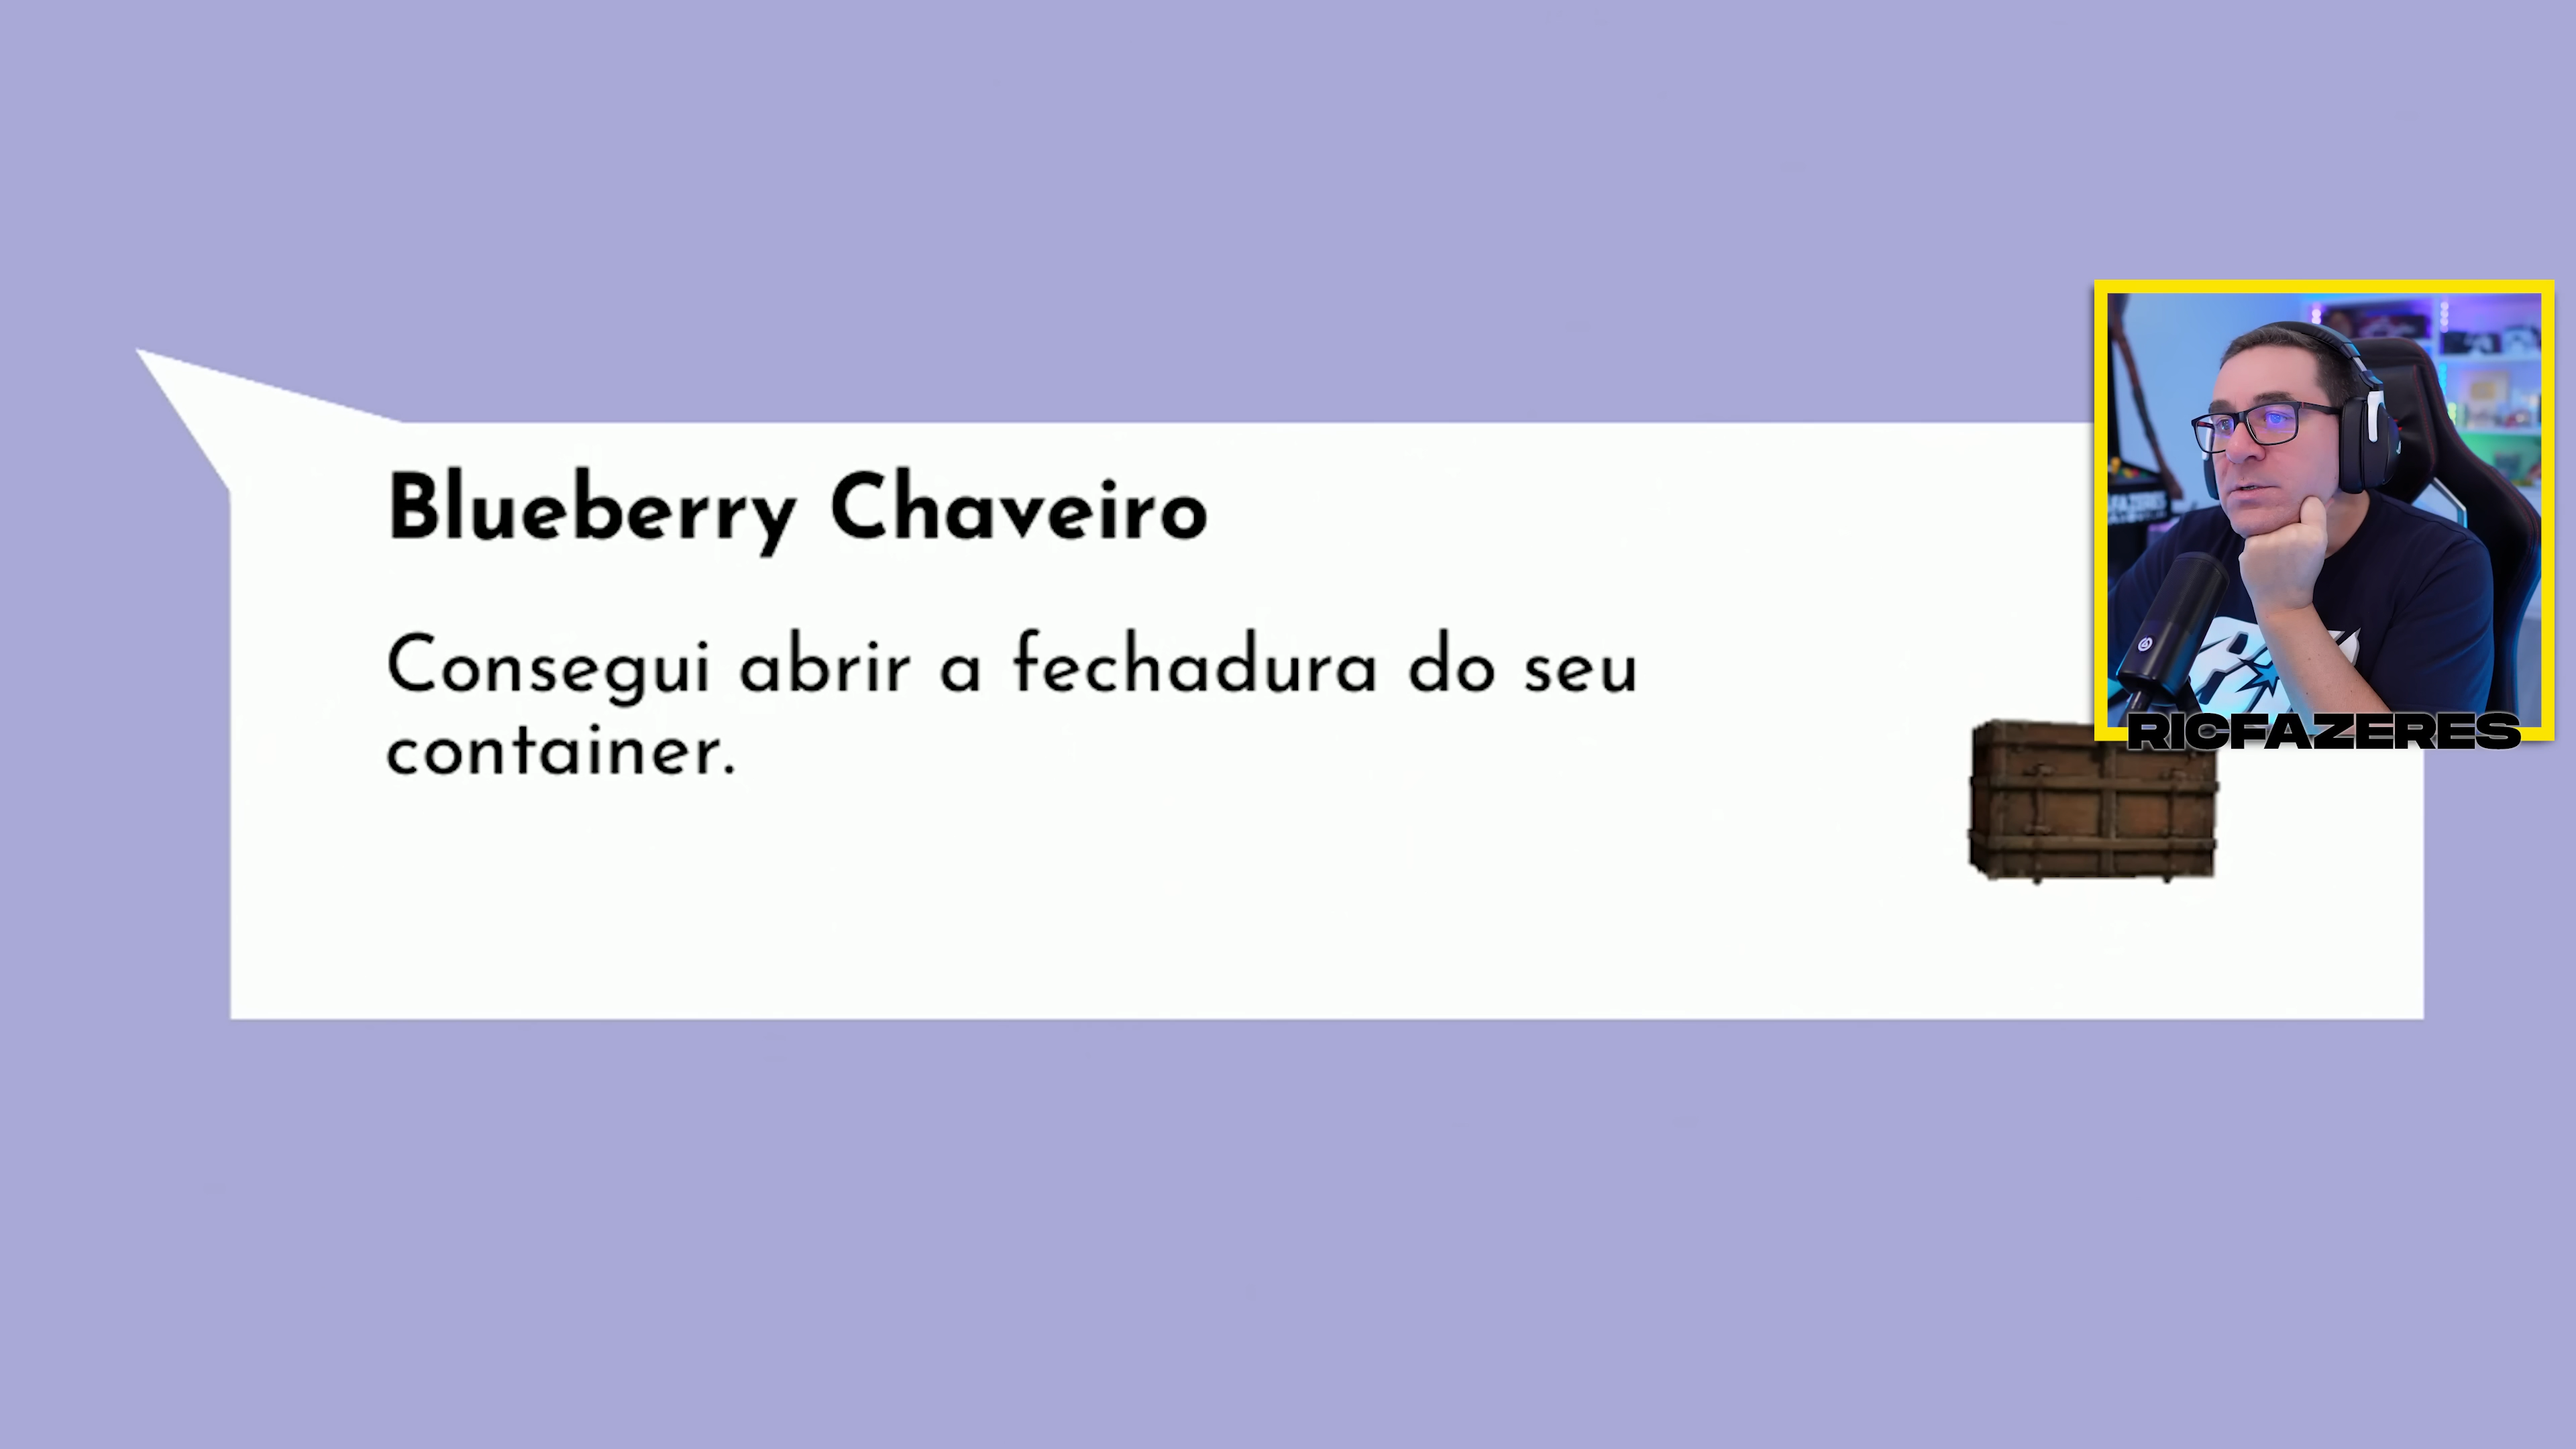 Blueberry Chaveiro
Consegui abrir a fechadura do seu
container.
RICFAZERES